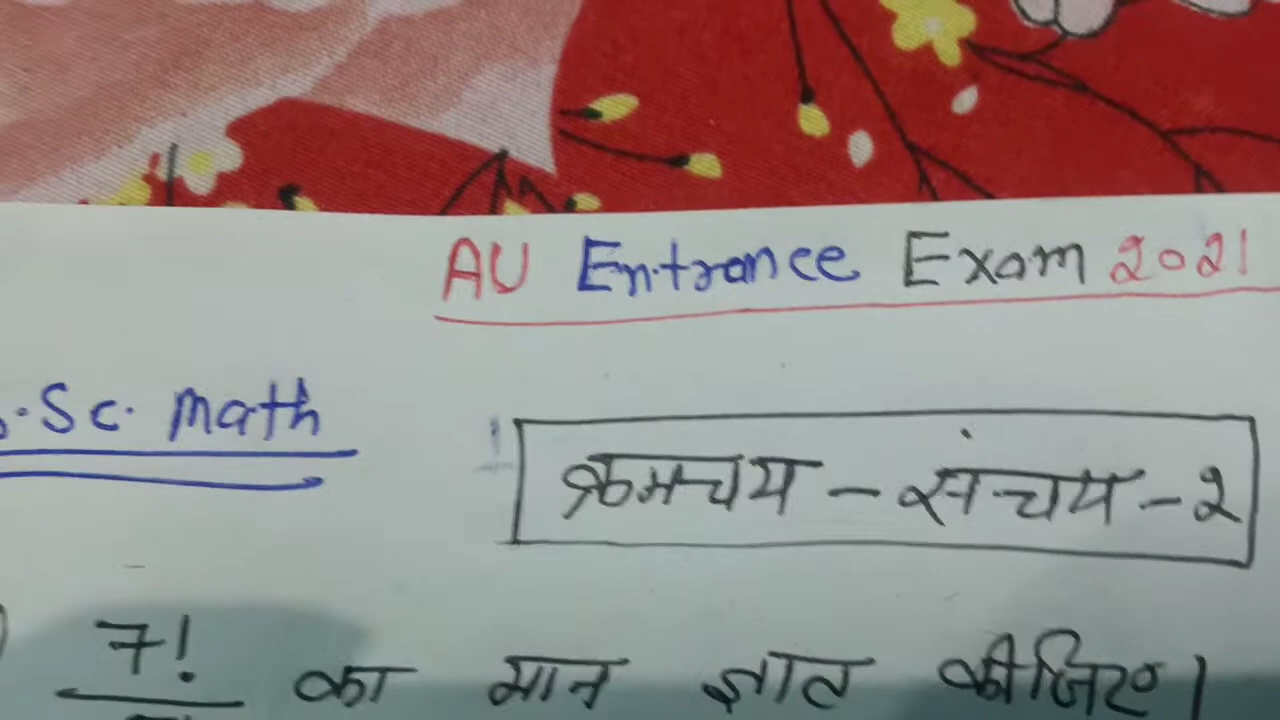 AU Entrance Exam 2021
.Sc. Math
क्रमचय - संचय - 2
7! का मान ज्ञात कीजिए।